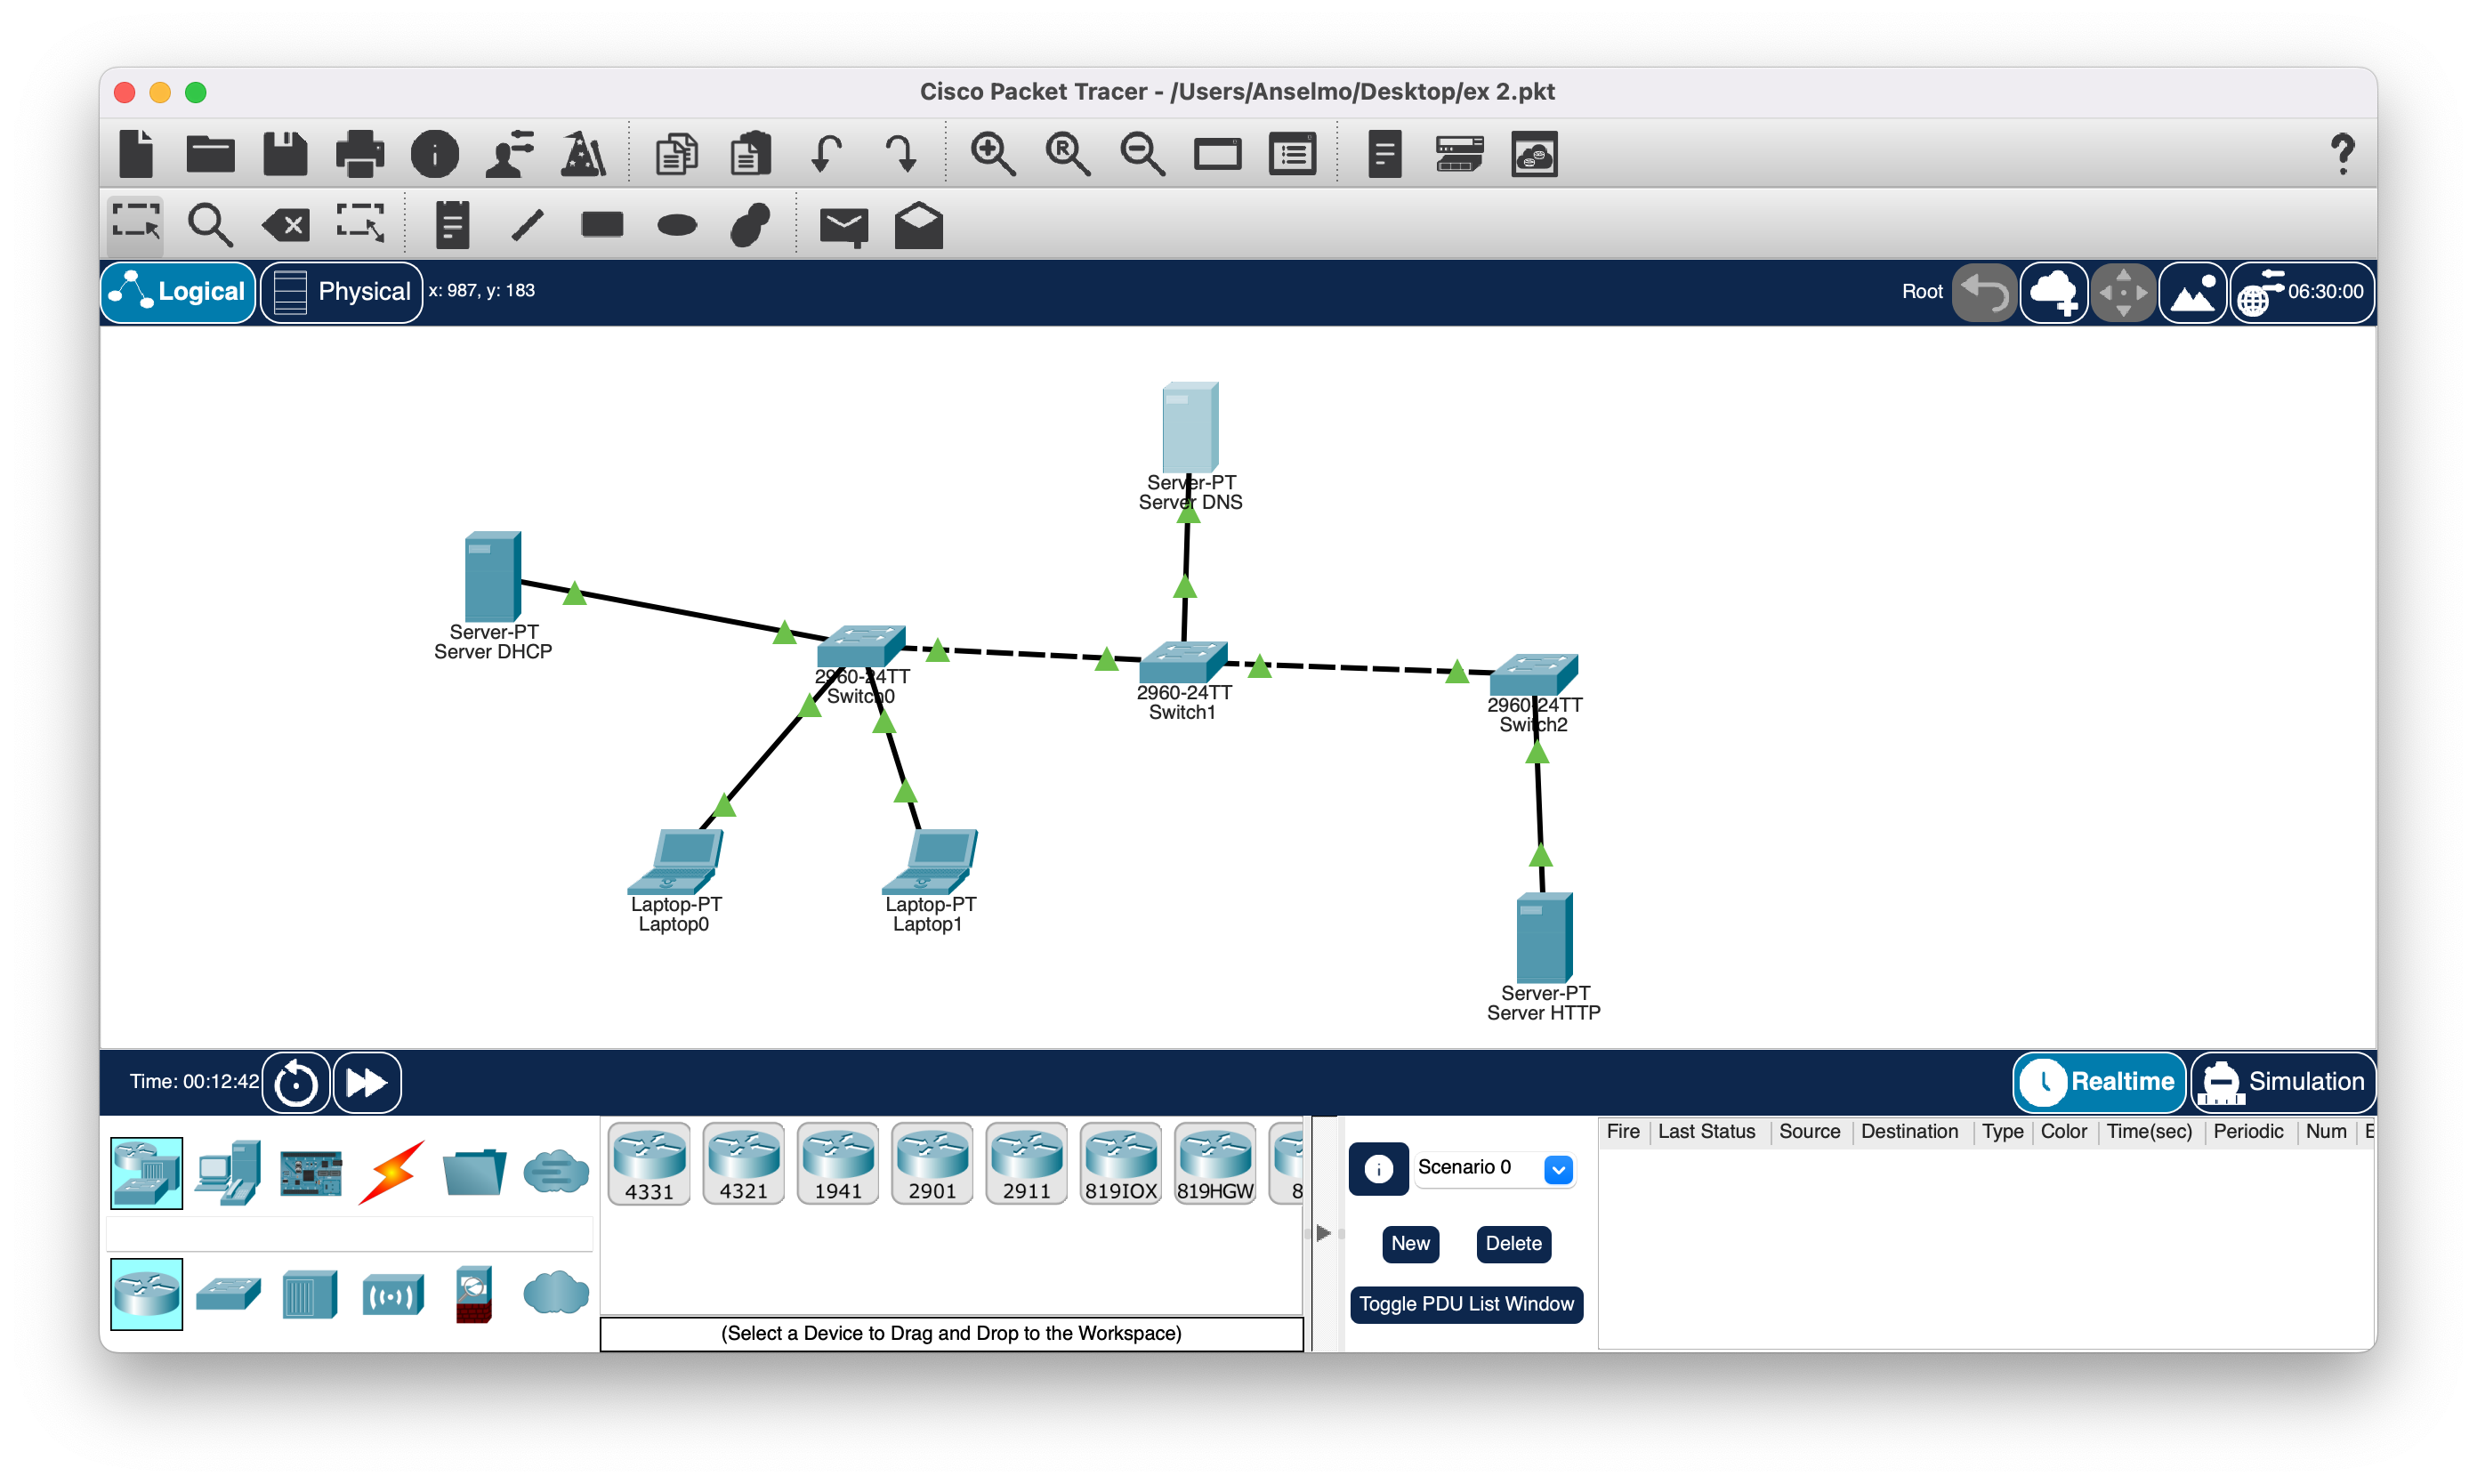 Cisco Packet Tracer - /Users/Anselmo/Desktop/ex 2.pkt
Logical
Physical
x: 987, y: 183
Root
06:30:00
Server-PT
Server DNS
Server-PT
Server DHCP
2960-24TT
Switch0
2960-24TT
Switch1
2960-24TT
Switch2
Laptop-PT
Laptop0
Laptop-PT
Laptop1
Server-PT
Server HTTP
Time: 00:12:42
Realtime
Simulation
4331
4321
1941
2901
2911
819IOX
819HGW
8
(Select a Device to Drag and Drop to the Workspace)
Scenario 0
New
Delete
Toggle PDU List Window
Fire Last Status Source Destination Type Color Time(sec) Periodic Num E